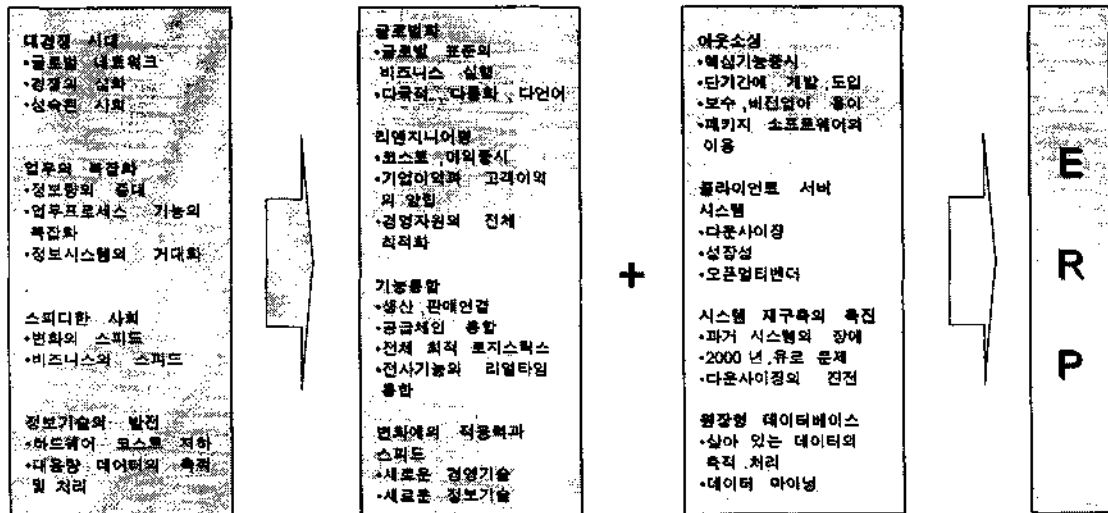 대경쟁 시대
•글로벌 네트워크
•경쟁의 심화
•성숙된 사회
업무의 복잡화
•정보량의 증대
•업무프로세스 기능의
복잡화
•정보시스템의 거대화
스피디한 사회
•변화의 스피드
•비즈니스의 스피드
정보기술의 발전
•하드웨어 코스트 저하
•대용량 데이터의 축적
및 처리
글로벌화
•글로벌 표준의
비즈니스 실행
•다국적, 다통화, 다언어
리엔지니어링
•코스트, 이익중시
•기업이익과 고객이익
의 양립
•경영자원의 전체
최적화
기능통합
•생산, 판매연결
•공급체인 통합
•전체 최적 로지스틱스
•전사기능의 리얼타임
통합
변화에의 적응력과
스피드
•새로운 경영기술
•새로운 정보기술
+
아웃소싱
•핵심기능중시
•단기간에 개발, 도입
•보수, 버전업이 용이
•패키지 소프트웨어의
이용
클라이언트 서버
시스템
•다운사이징
•성장성
•오픈멀티벤더
시스템 재구축의 촉진
•과거 시스템의 장애
•2000년, 유로 문제
•다운사이징의 진전
원장형 데이터베이스
•살아 있는 데이터의
축적, 처리
•데이터 마이닝
E
R
P